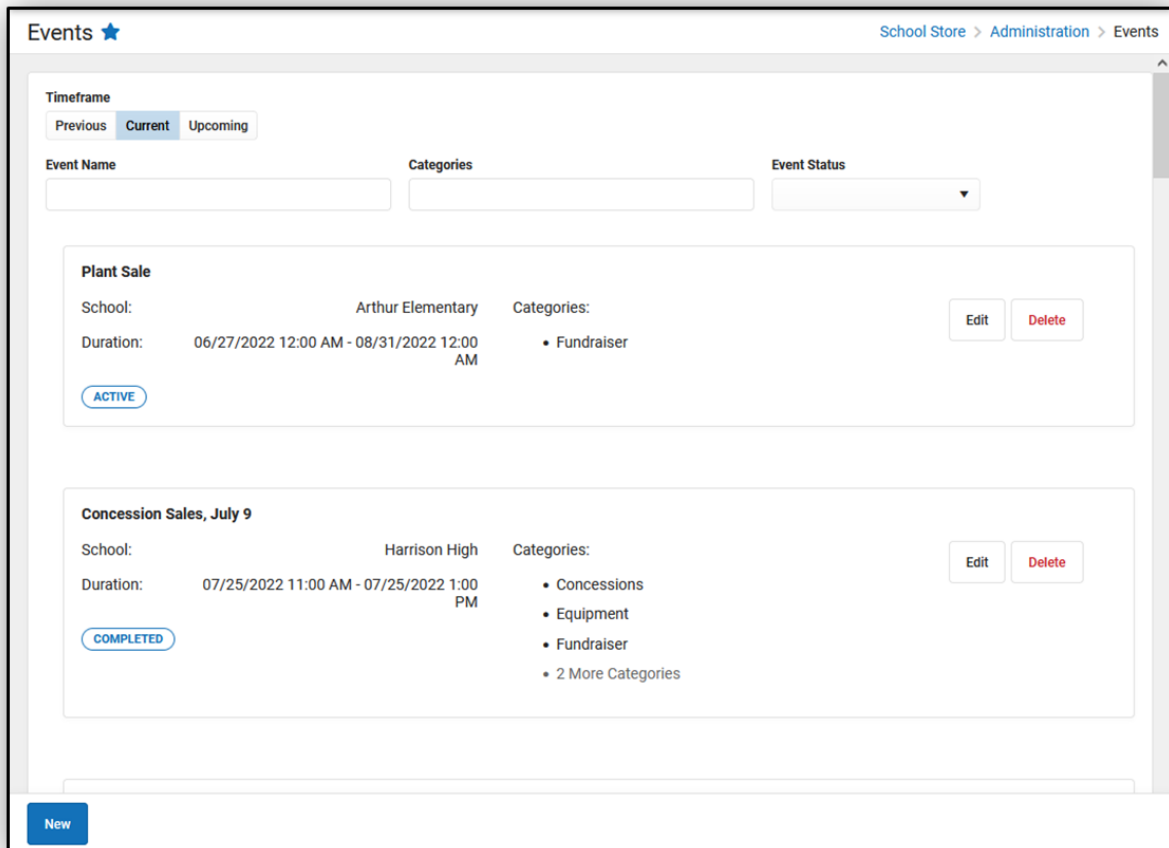 Events
School Store > Administration > Events
Timeframe
Previous Current Upcoming
Event Name Categories Event Status
Plant Sale
School: Arthur Elementary Categories:
Edit Delete
Duration: 06/27/2022 12:00 AM - 08/31/2022 12:00 • Fundraiser
AM
ACTIVE
Concession Sales, July 9
School: Harrison High Categories:
Edit Delete
Duration: 07/25/2022 11:00 AM - 07/25/2022 1:00 • Concessions
PM
• Equipment
COMPLETED
• Fundraiser
• 2 More Categories
New